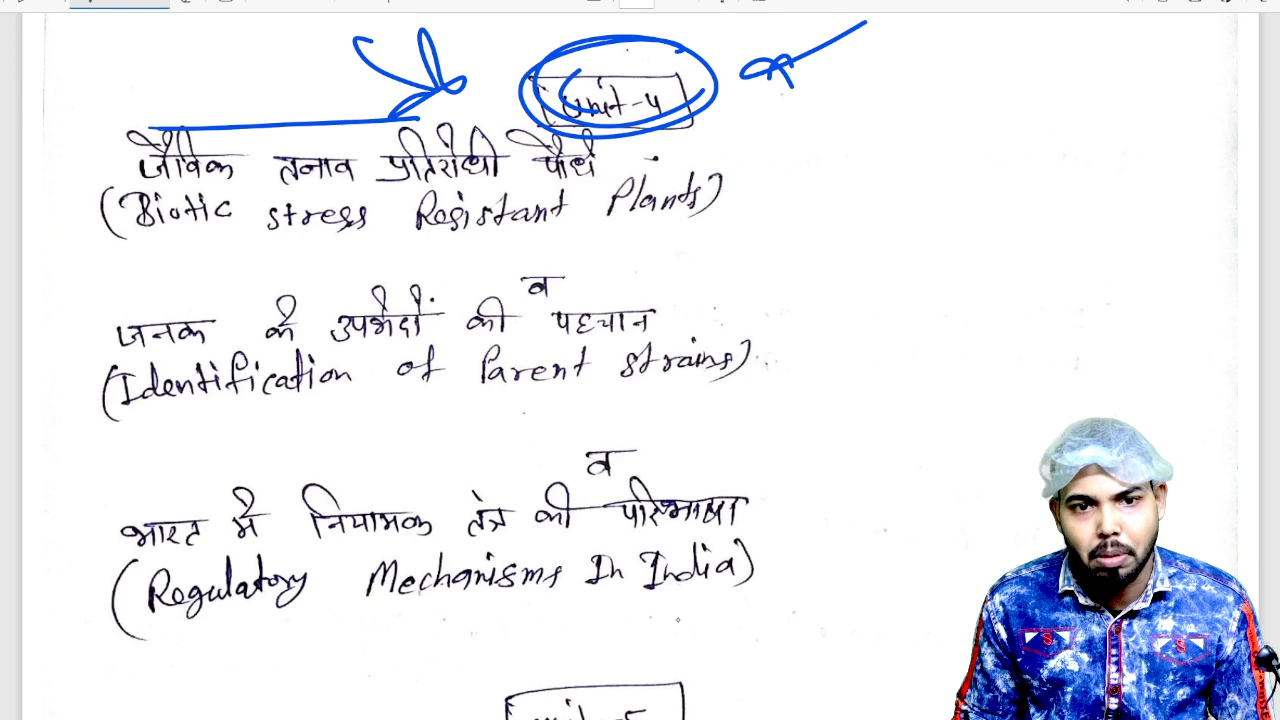 Unit-4
जैविक तनाव प्रतिरोधी पौधे
(Biotic stress Resistant Plants)
व
जनक के उपभेदों की पहचान
(Identification of Parent strains)
व
भारत में नियामक तंत्र की परिभाषा
(Regulatory Mechanisms In India)